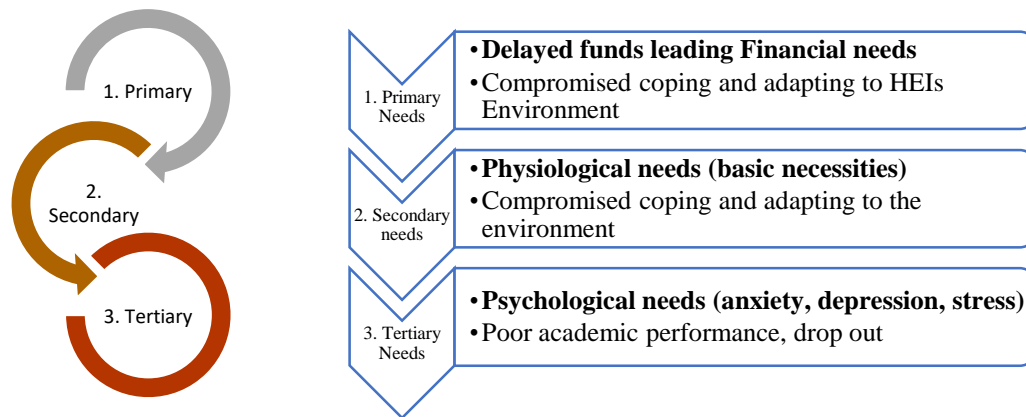 1. Primary
2.
Secondary
3. Tertiary
1. Primary
Needs
•Delayed funds leading Financial needs
•Compromised coping and adapting to HEIs
Environment
2. Secondary
needs
•Physiological needs (basic necessities)
•Compromised coping and adapting to the
environment
3. Tertiary
Needs
•Psychological needs (anxiety, depression, stress)
•Poor academic performance, drop out